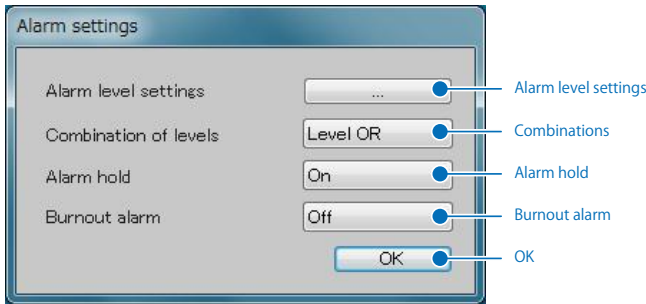 Alarm settings
Alarm level settings ... Alarm level settings
Combination of levels Level OR Combinations
Alarm hold On Alarm hold
Burnout alarm Off Burnout alarm
OK OK